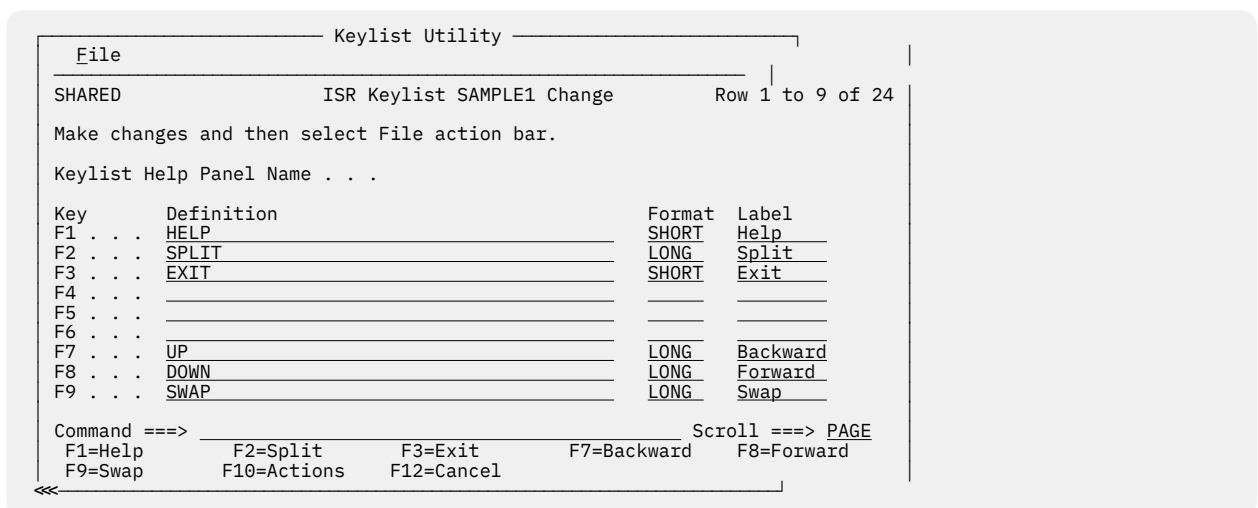 Keylist Utility
File
SHARED ISR Keylist SAMPLE1 Change Row 1 to 9 of 24
Make changes and then select File action bar.
Keylist Help Panel Name . . .
Key Definition Format Label
F1 . . . HELP SHORT Help
F2 . . . SPLIT LONG Split
F3 . . . EXIT SHORT Exit
F4 . . .
F5 . . .
F6 . . .
F7 . . . UP LONG Backward
F8 . . . DOWN LONG Forward
F9 . . . SWAP LONG Swap
Command ===> Scroll ===> PAGE
F1=Help F2=Split F3=Exit F7=Backward F8=Forward
F9=Swap F10=Actions F12=Cancel
<<<